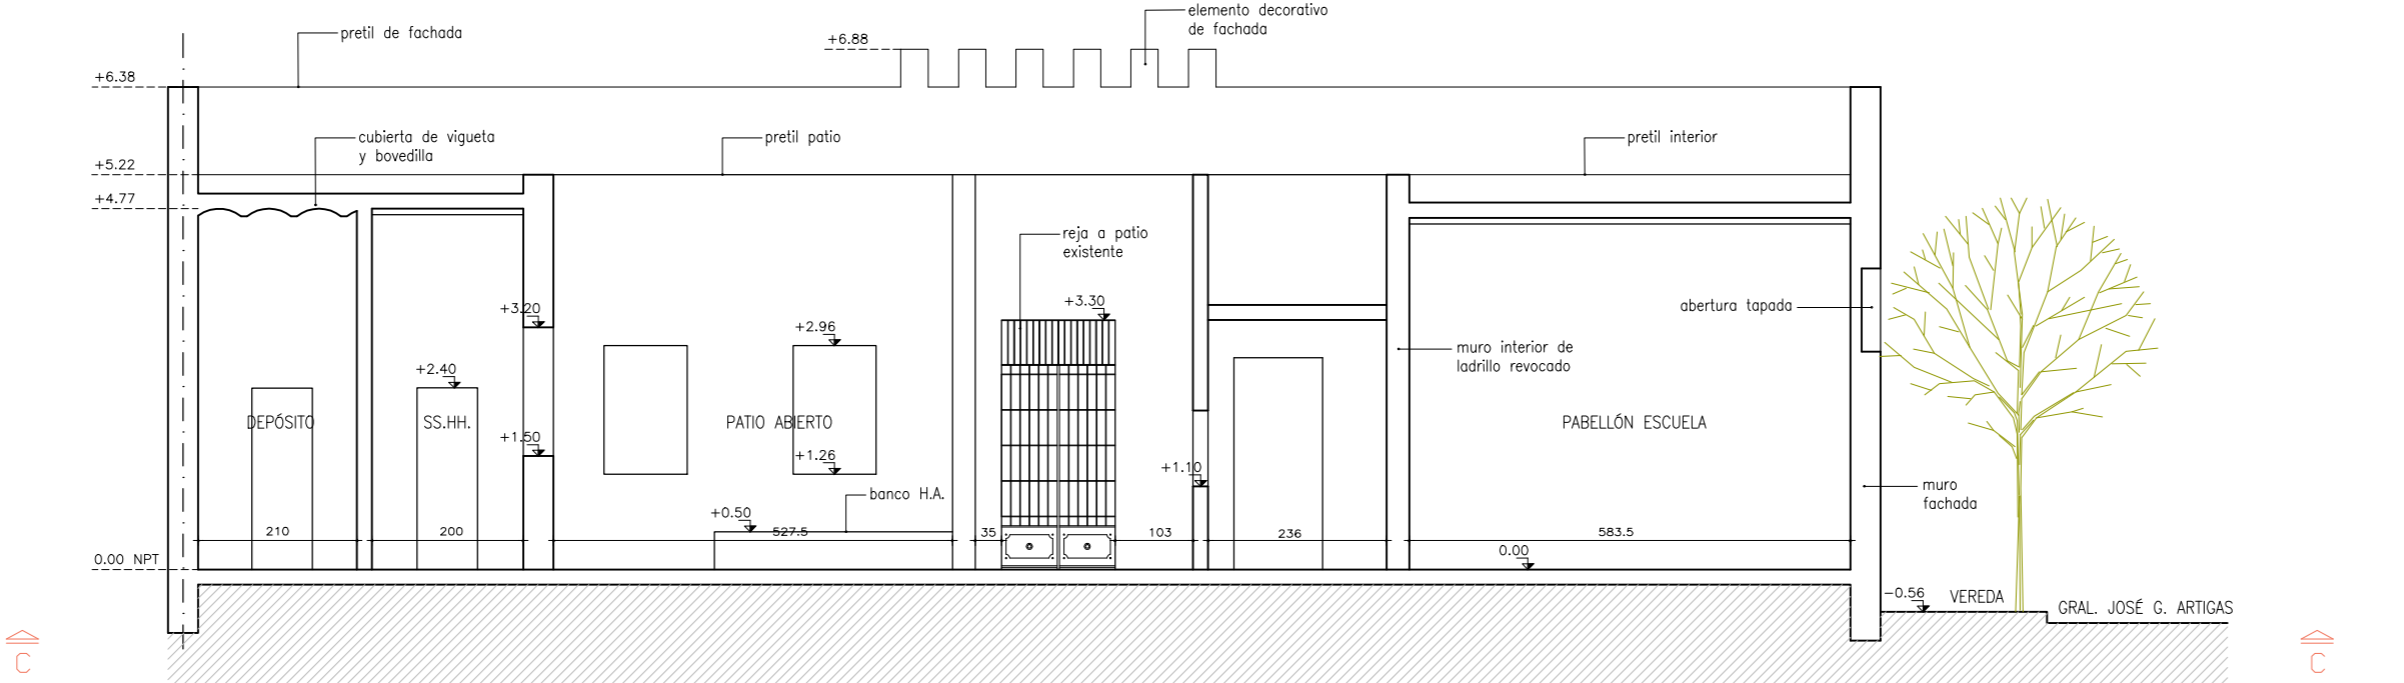 elemento decorativo
de fachada
pretil de fachada
+6.88
+6.38
cubierta de vigueta
y bovedilla
pretil patio
pretil interior
+5.22
+4.77
reja a patio
existente
+3.30
+3.20
abertura tapada
+2.96
muro interior de
ladrillo revocado
+2.40
DEPÓSITO
SS.HH.
PATIO ABIERTO
PABELLÓN ESCUELA
+1.50
+1.26
+1.10
banco H.A.
muro
fachada
+0.50
210
200
527.5
35
103
236
583.5
0.00 NPT
0.00
-0.56
VEREDA
GRAL. JOSÉ G. ARTIGAS
C
C